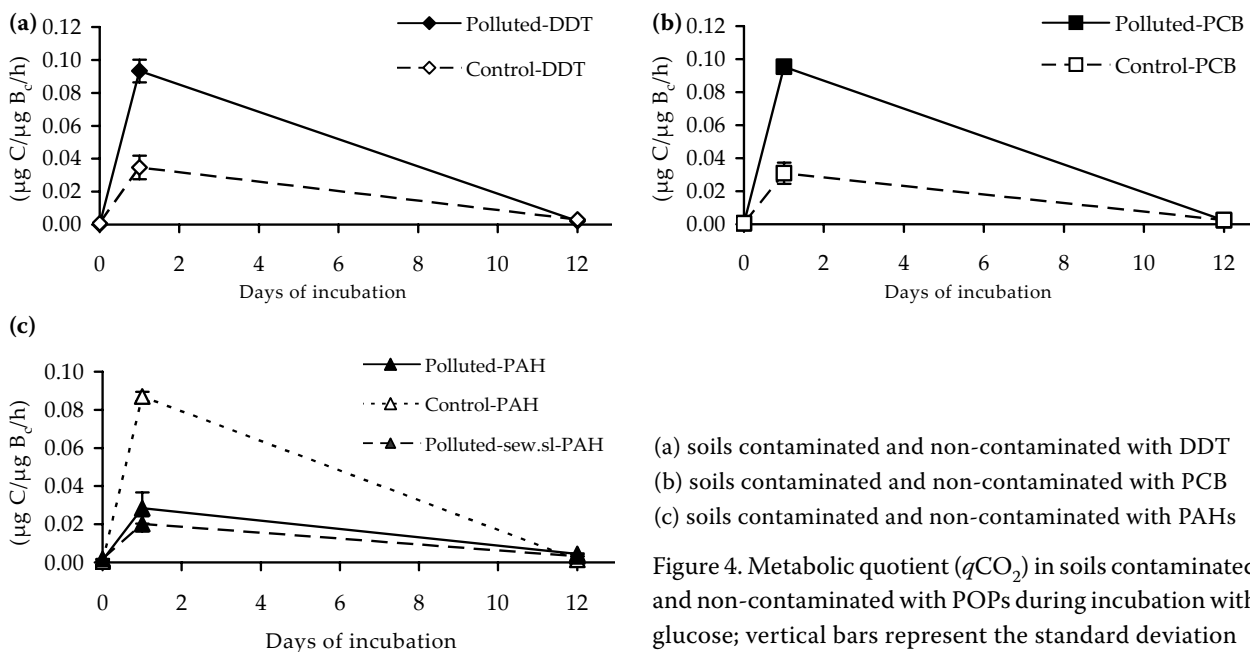 (a)
(µg C/µg B_c/h)
0.12
0.10
0.08
0.06
0.04
0.02
0.00
0 2 4 6 8 10 12
Days of incubation
Polluted-DDT
Control-DDT
(b)
(µg C/µg B_c/h)
0.12
0.10
0.08
0.06
0.04
0.02
0.00
0 2 4 6 8 10 12
Days of incubation
Polluted-PCB
Control-PCB
(c)
(µg C/µg B_c/h)
0.10
0.08
0.06
0.04
0.02
0.00
0 2 4 6 8 10 12
Days of incubation
Polluted-PAH
Control-PAH
Polluted-sew.sl-PAH
(a) soils contaminated and non-contaminated with DDT
(b) soils contaminated and non-contaminated with PCB
(c) soils contaminated and non-contaminated with PAHs
Figure 4. Metabolic quotient (qCO₂) in soils contaminated
and non-contaminated with POPs during incubation with
glucose; vertical bars represent the standard deviation